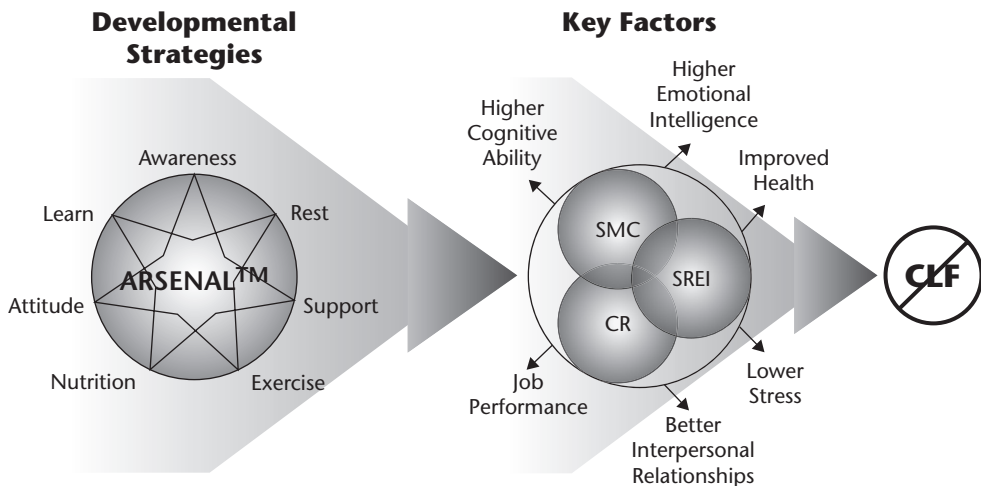 Developmental
Strategies
Awareness
Learn
Rest
ARSENAL™
Attitude
Support
Nutrition
Exercise
Key Factors
Higher
Emotional
Intelligence
Higher
Cognitive
Ability
Improved
Health
SMC
SREI
CR
Job
Performance
Lower
Stress
Better
Interpersonal
Relationships
CLF